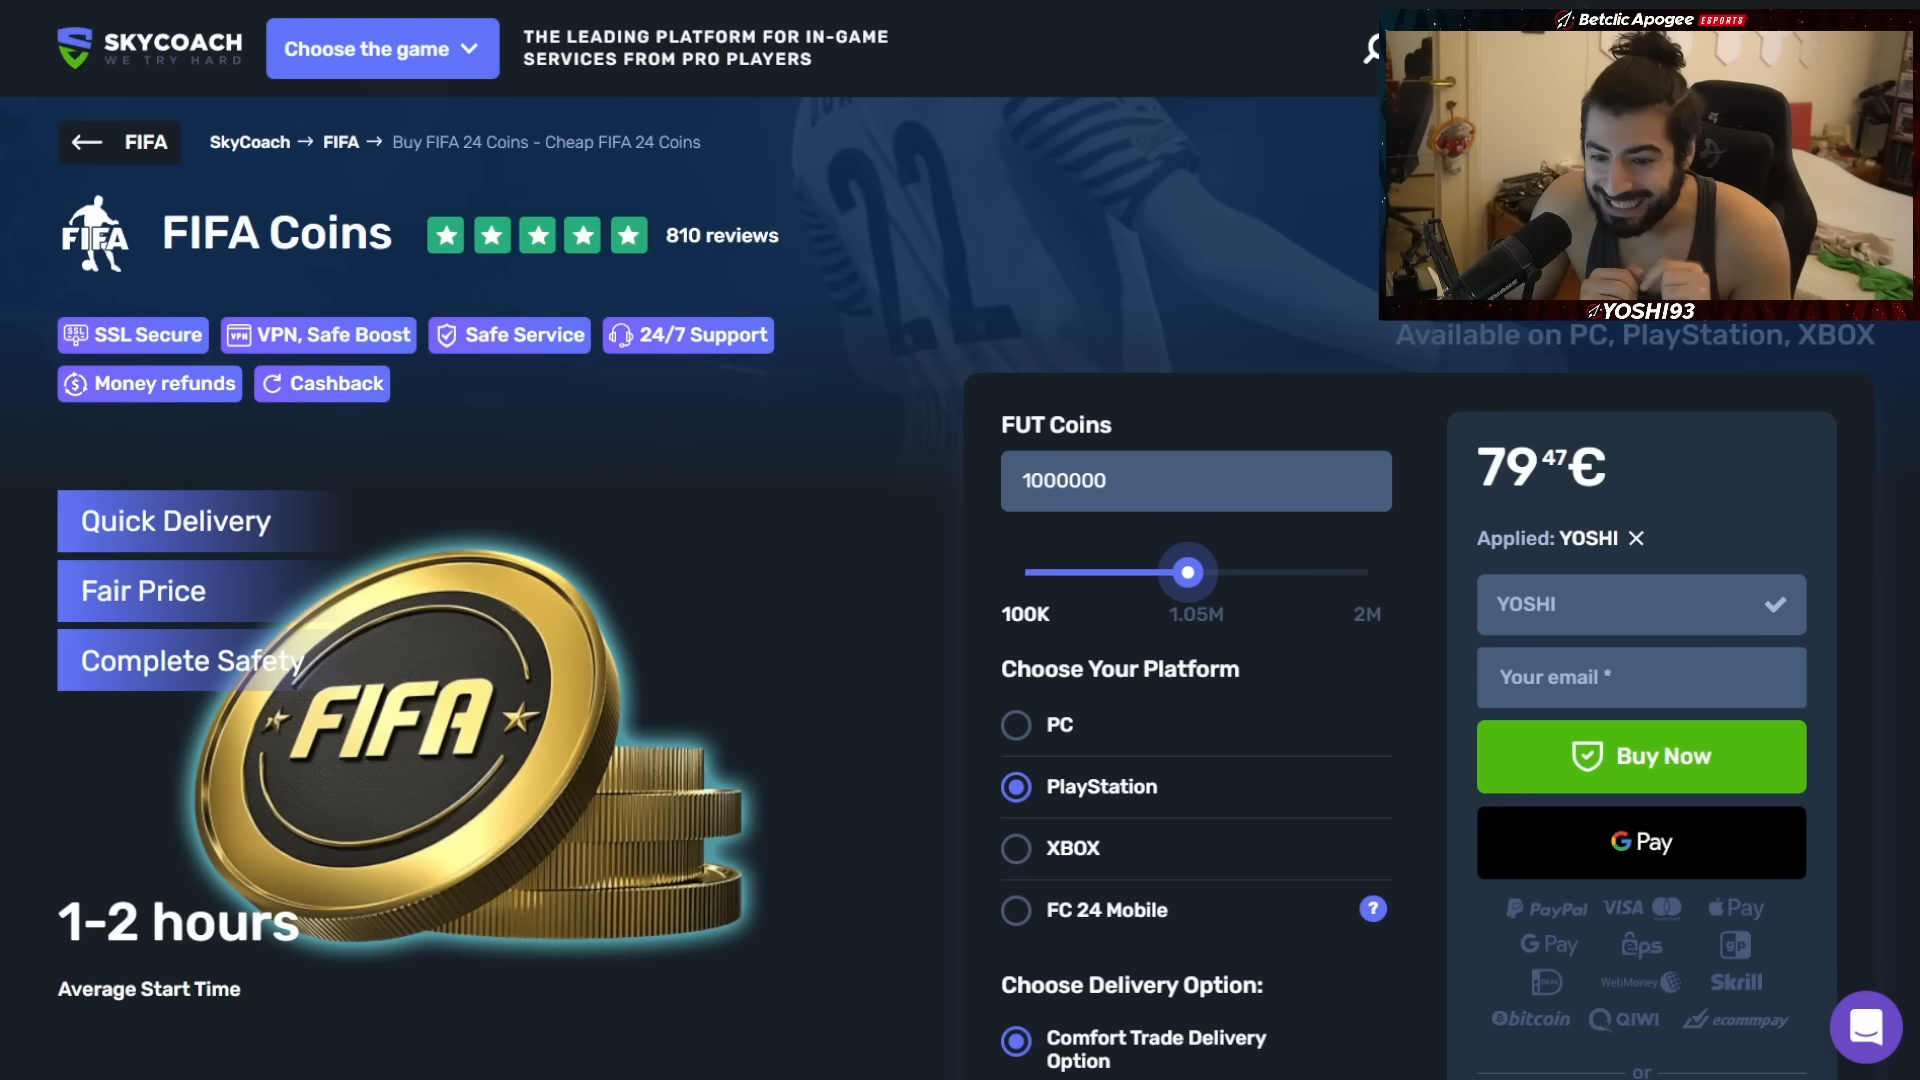 SKYCOACH
WE TRY HARD
Choose the game
THE LEADING PLATFORM FOR IN-GAME
SERVICES FROM PRO PLAYERS
Betclic Apogee ESPORTS
FIFA
SkyCoach → FIFA → Buy FIFA 24 Coins - Cheap FIFA 24 Coins
FIFA
FIFA Coins
810 reviews
22
YOSHI93
SSL SSL Secure
VPN VPN, Safe Boost
Safe Service
24/7 Support
Available on PC, PlayStation, XBOX
Money refunds
Cashback
Quick Delivery
Fair Price
Complete Safety
FIFA
1-2 hours
Average Start Time
FUT Coins
1000000
100K
1.05M
2M
Choose Your Platform
PC
PlayStation
XBOX
FC 24 Mobile
?
Choose Delivery Option:
Comfort Trade Delivery
Option
79 47 €
Applied: YOSHI ×
YOSHI
Your email *
Buy Now
G Pay
PayPal VISA Pay
G Pay eps gp
iDEAL WebMoney Skrill
bitcoin QIWI ecommpay
or